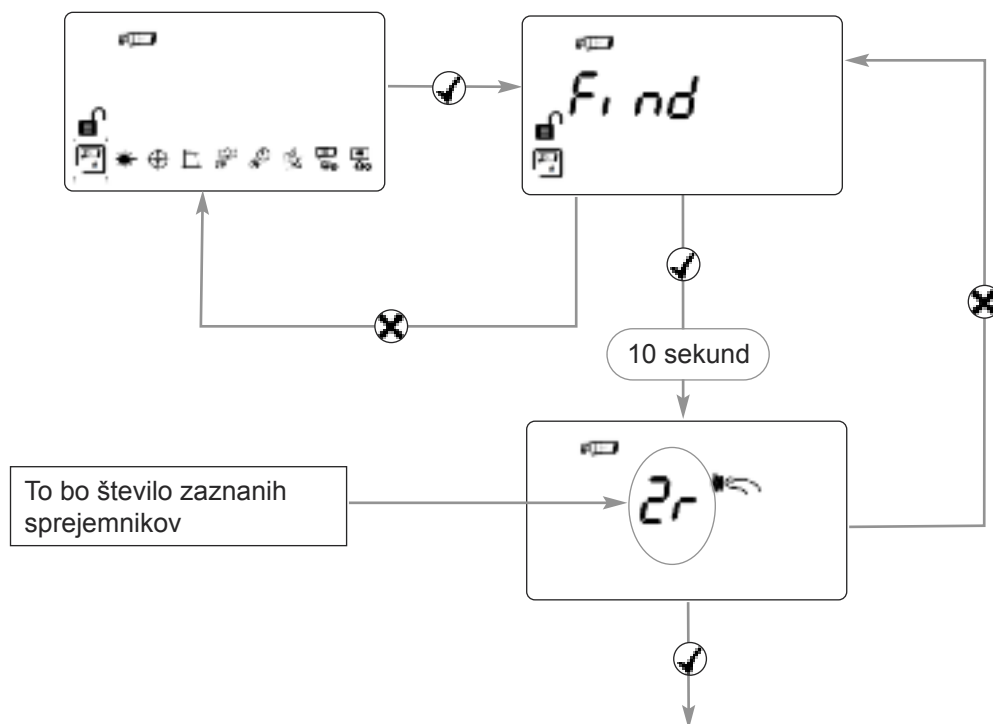 Find
10 sekund
2r
To bo število zaznanih
sprejemnikov